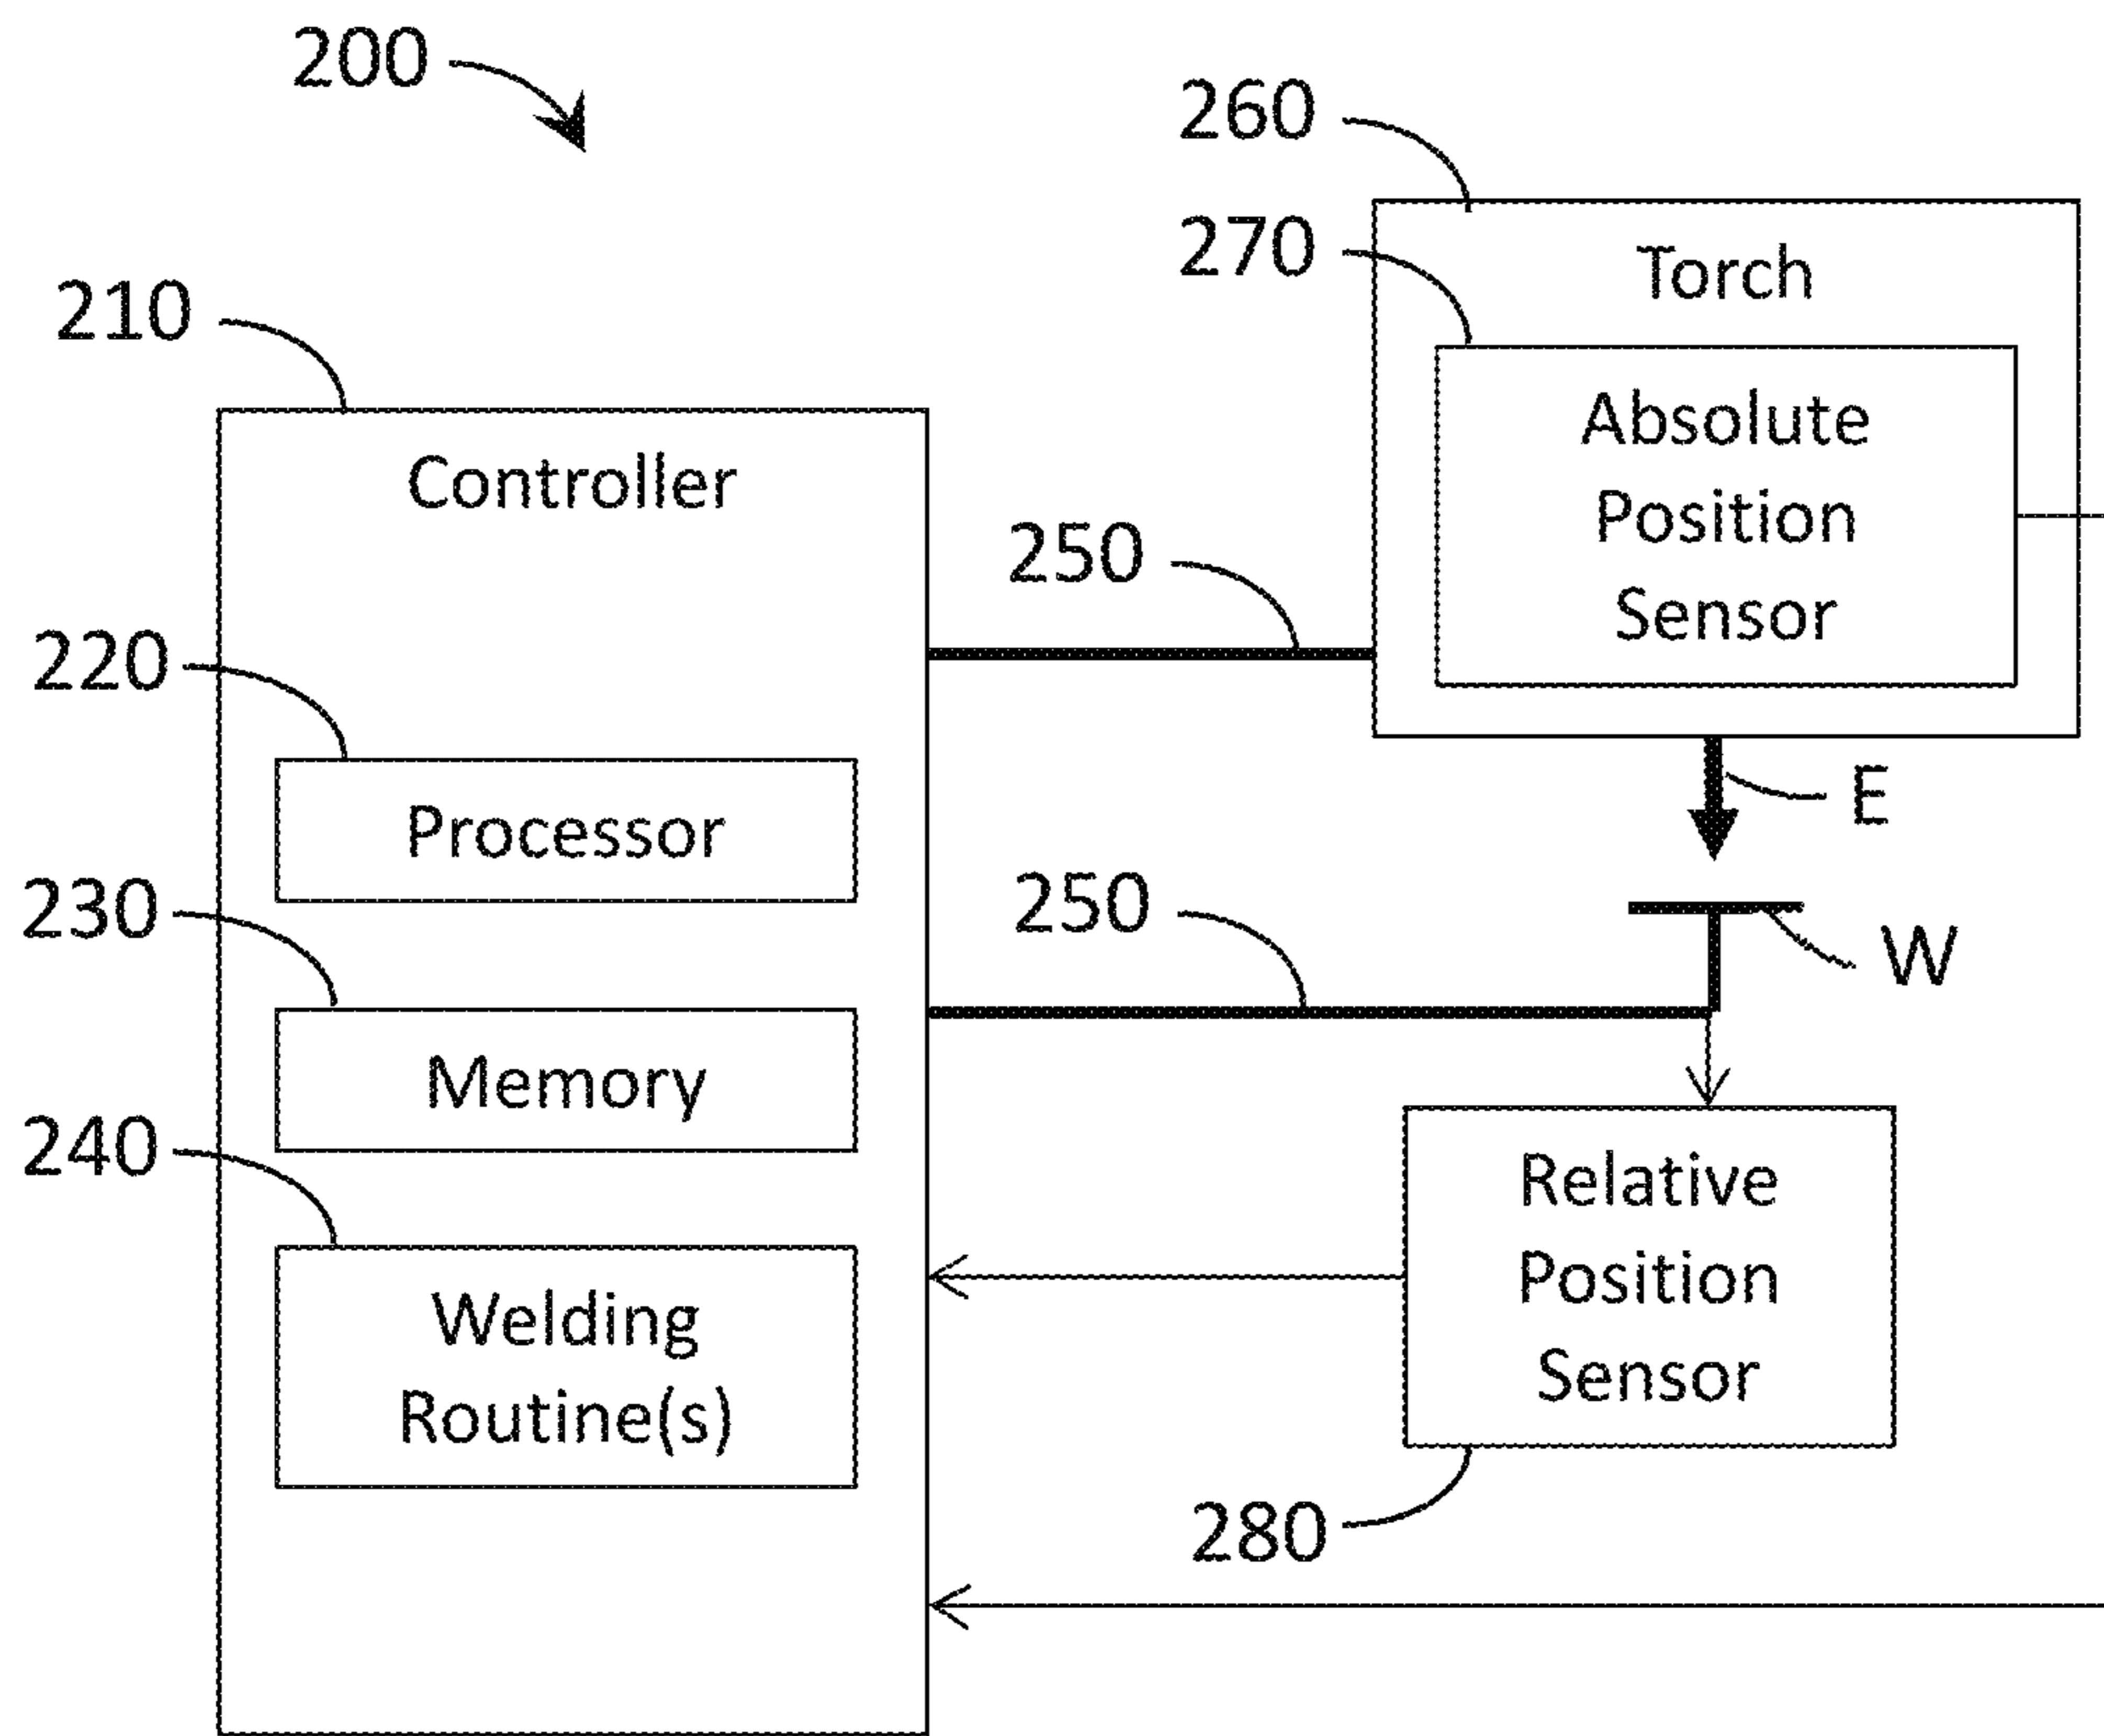 200
260
270
Torch
210
Absolute
Position
Sensor
Controller
250
220
E
Processor
230
250
W
Memory
240
Relative
Position
Sensor
Welding
Routine(s)
280